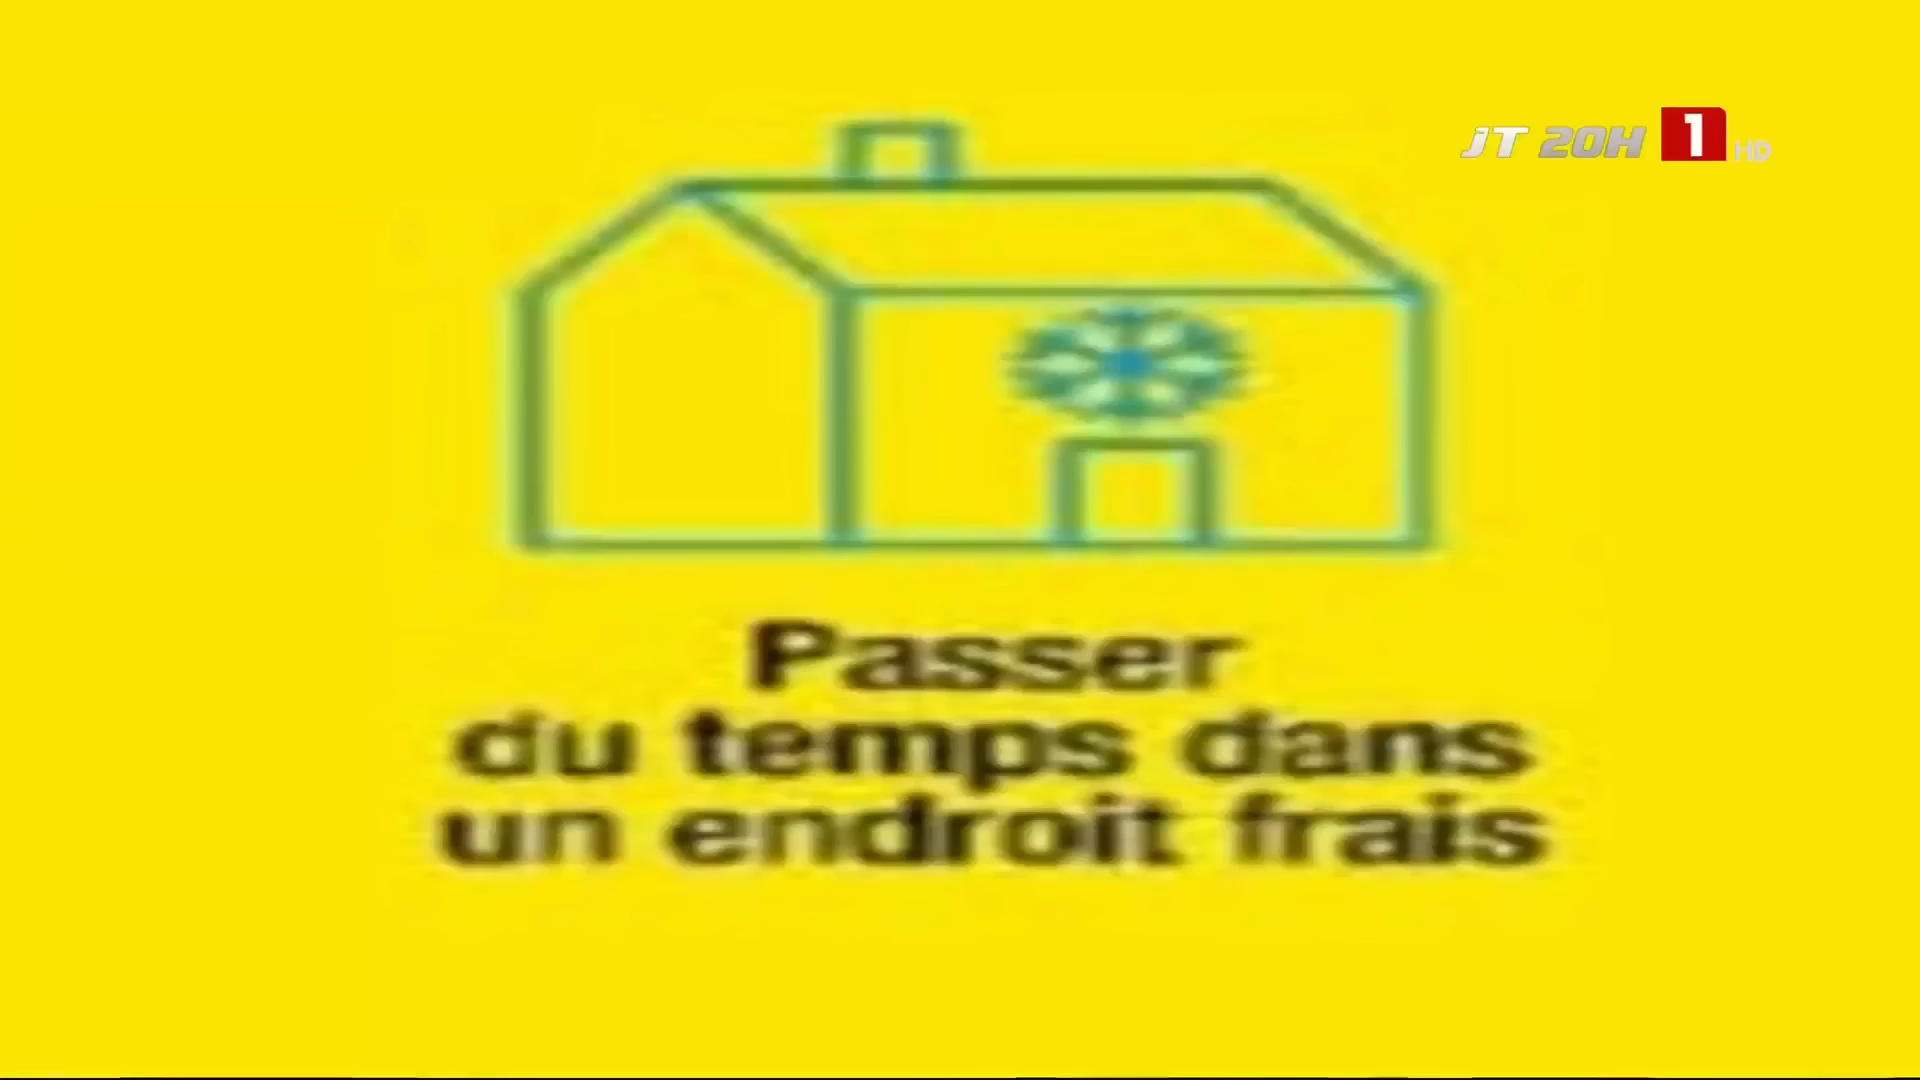 JT 20H 1 HD
Passer
du temps dans
un endroit frais